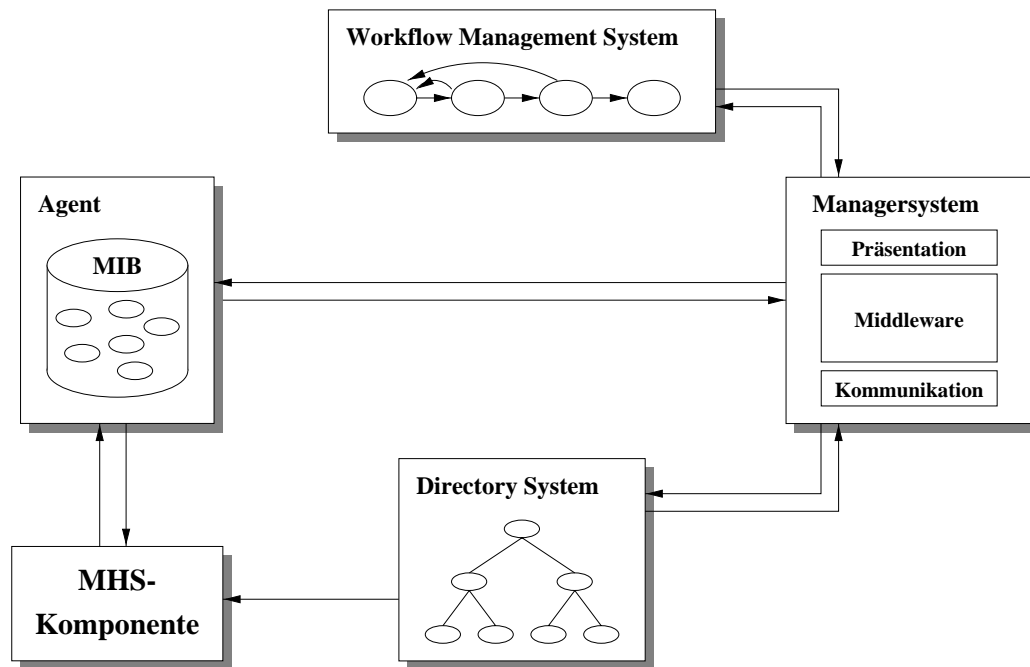 Workflow Management System
Agent
MIB
Managersystem
Präsentation
Middleware
Kommunikation
Directory System
MHS-
Komponente